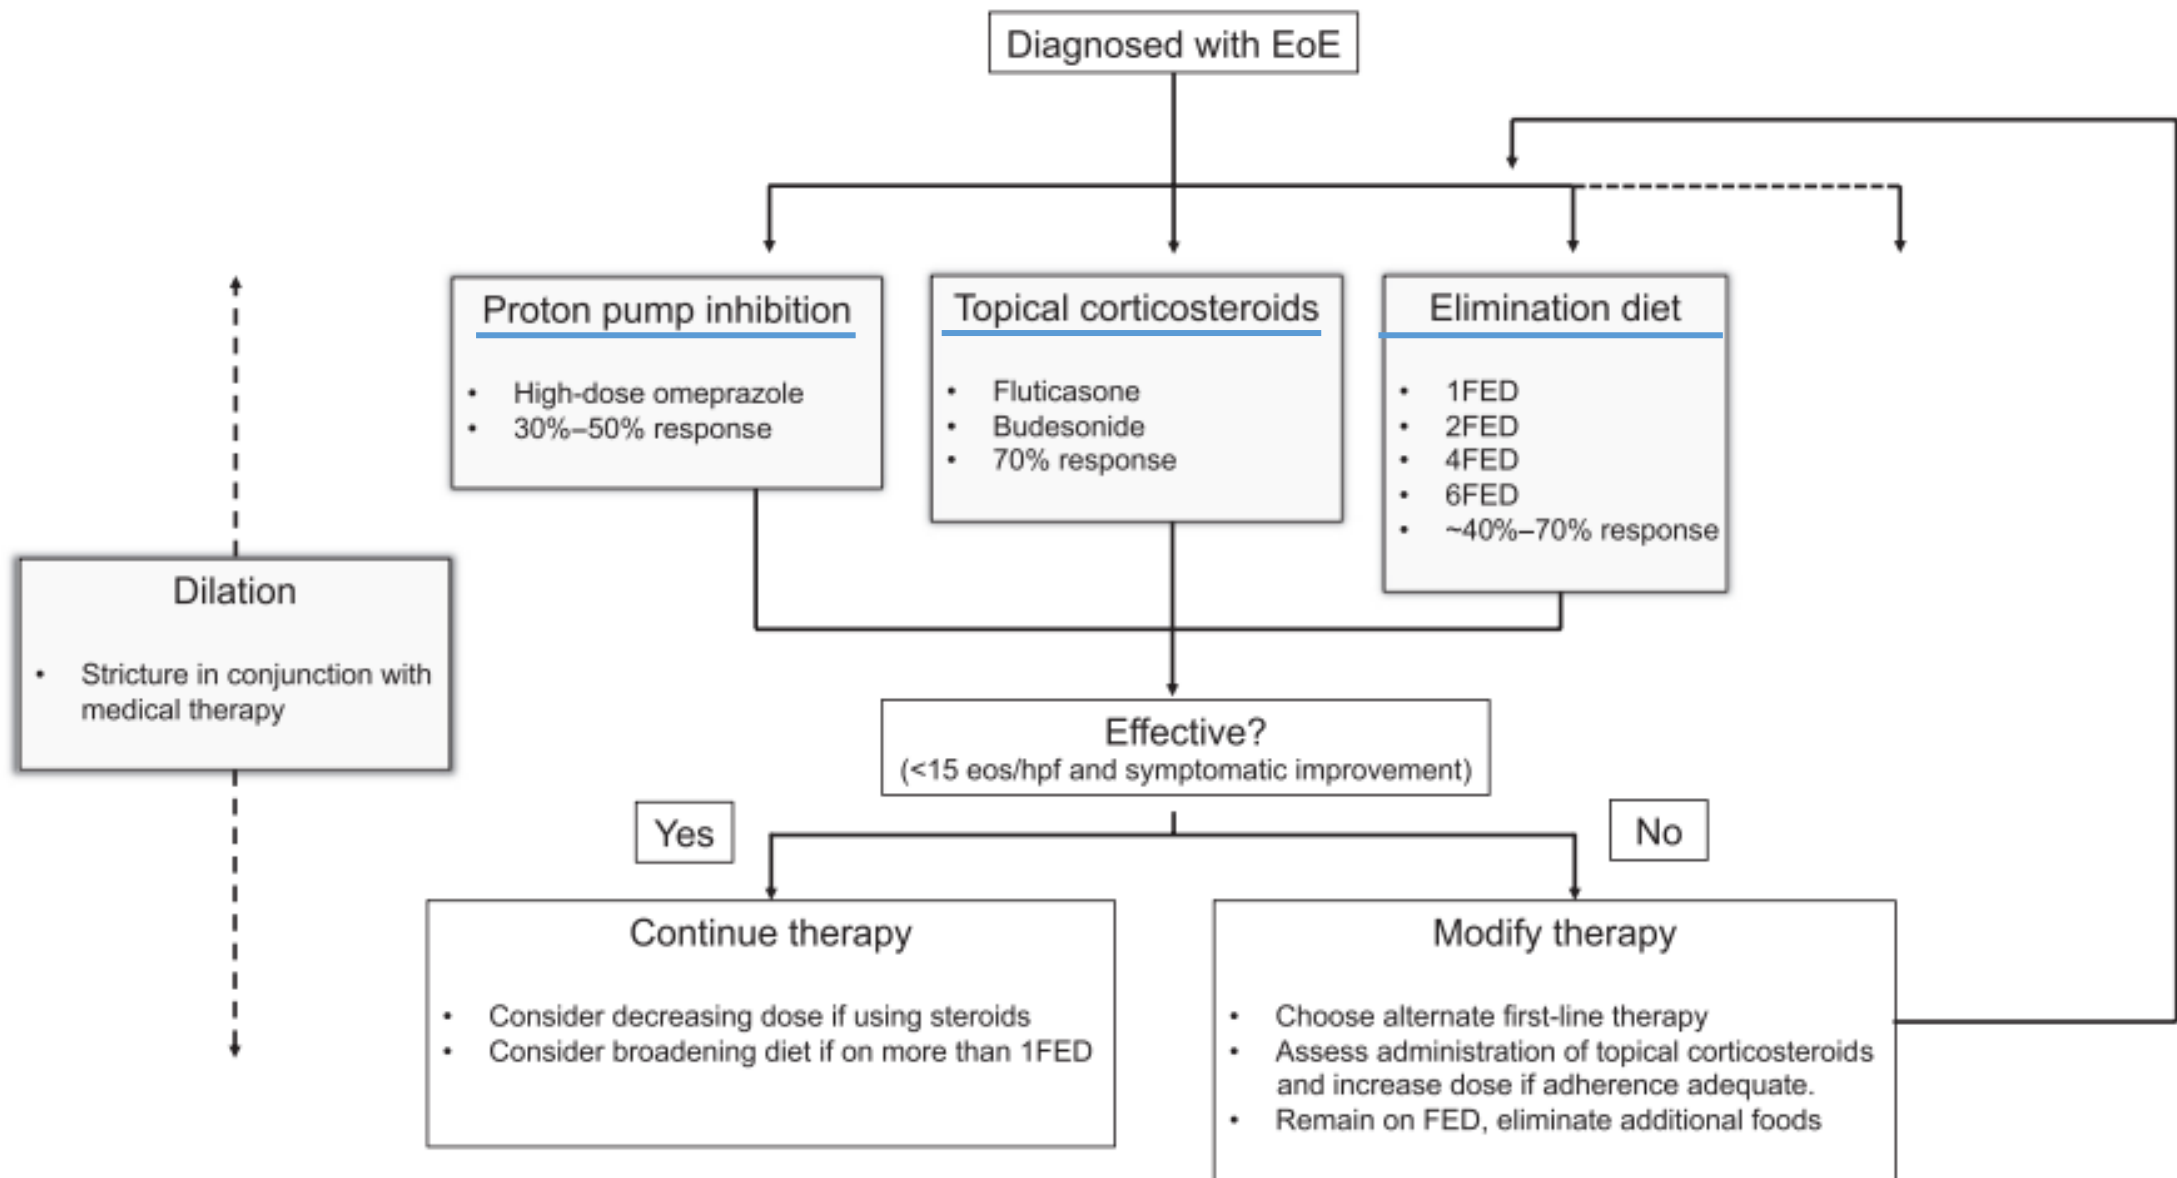 Diagnosed with EoE
Proton pump inhibition
• High-dose omeprazole
• 30%–50% response
Topical corticosteroids
• Fluticasone
• Budesonide
• 70% response
Elimination diet
• 1FED
• 2FED
• 4FED
• 6FED
• ~40%–70% response
Dilation
• Stricture in conjunction with
medical therapy
Effective?
(<15 eos/hpf and symptomatic improvement)
Yes
No
Continue therapy
• Consider decreasing dose if using steroids
• Consider broadening diet if on more than 1FED
Modify therapy
• Choose alternate first-line therapy
• Assess administration of topical corticosteroids
and increase dose if adherence adequate.
• Remain on FED, eliminate additional foods